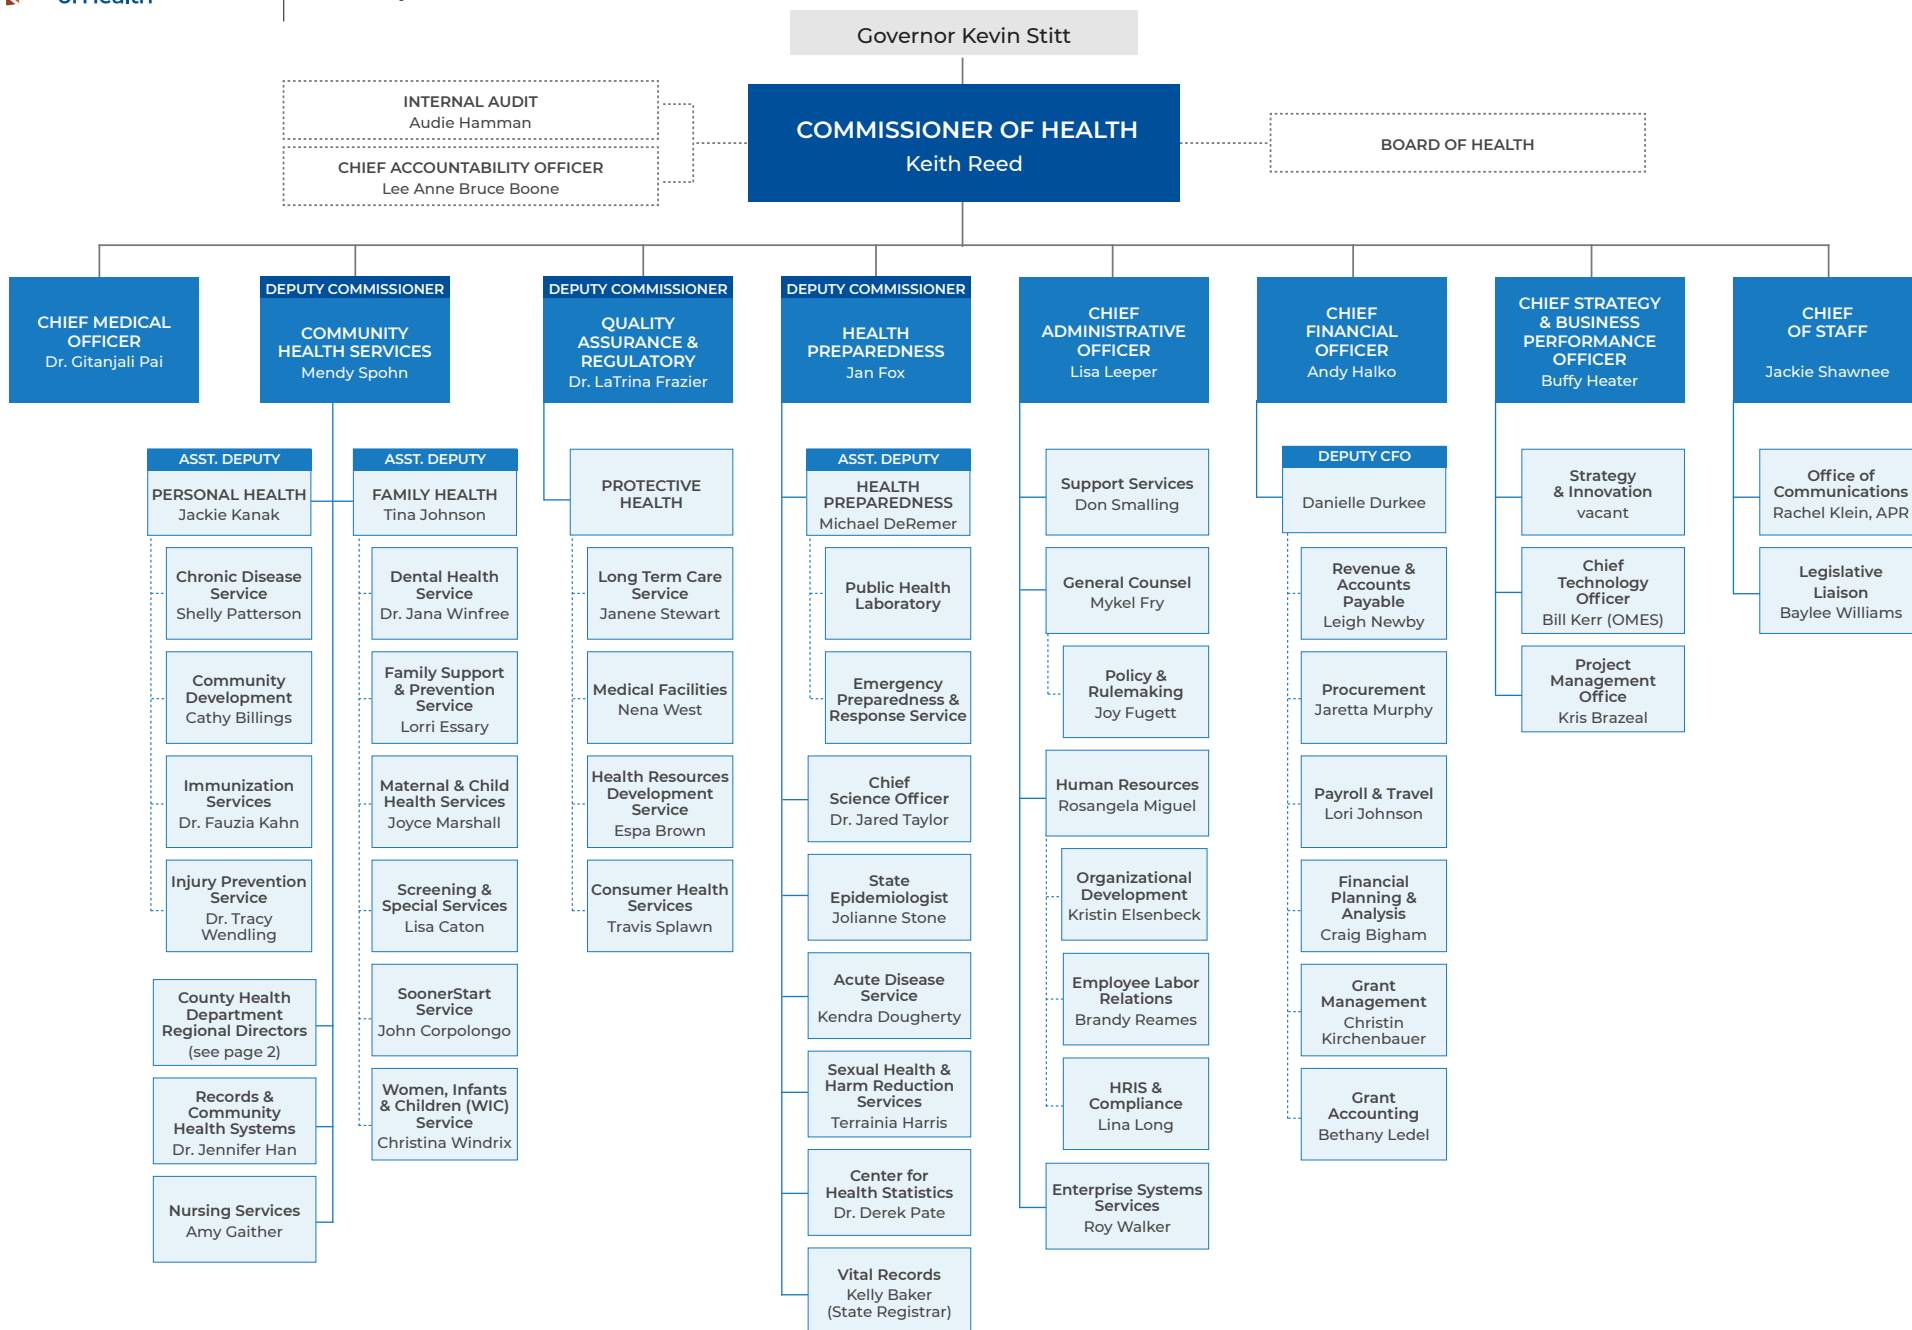 of Health
Governor Kevin Stitt
INTERNAL AUDIT
Audie Hamman
CHIEF ACCOUNTABILITY OFFICER
Lee Anne Bruce Boone
COMMISSIONER OF HEALTH
Keith Reed
BOARD OF HEALTH
CHIEF MEDICAL
OFFICER
Dr. Gitanjali Pai
DEPUTY COMMISSIONER
COMMUNITY
HEALTH SERVICES
Mendy Spohn
DEPUTY COMMISSIONER
QUALITY
ASSURANCE &
REGULATORY
Dr. LaTrina Frazier
DEPUTY COMMISSIONER
HEALTH
PREPAREDNESS
Jan Fox
CHIEF
ADMINISTRATIVE
OFFICER
Lisa Leeper
CHIEF
FINANCIAL
OFFICER
Andy Halko
CHIEF STRATEGY
& BUSINESS
PERFORMANCE
OFFICER
Buffy Heater
CHIEF
OF STAFF
Jackie Shawnee
ASST. DEPUTY
PERSONAL HEALTH
Jackie Kanak
Chronic Disease
Service
Shelly Patterson
Community
Development
Cathy Billings
Immunization
Services
Dr. Fauzia Kahn
Injury Prevention
Service
Dr. Tracy
Wendling
County Health
Department
Regional Directors
(see page 2)
Records &
Community
Health Systems
Dr. Jennifer Han
Nursing Services
Amy Gaither
ASST. DEPUTY
FAMILY HEALTH
Tina Johnson
Dental Health
Service
Dr. Jana Winfree
Family Support
& Prevention
Service
Lorri Essary
Maternal & Child
Health Services
Joyce Marshall
Screening &
Special Services
Lisa Caton
SoonerStart
Service
John Corpolongo
Women, Infants
& Children (WIC)
Service
Christina Windrix
PROTECTIVE
HEALTH
Long Term Care
Service
Janene Stewart
Medical Facilities
Nena West
Health Resources
Development
Service
Espa Brown
Consumer Health
Services
Travis Splawn
ASST. DEPUTY
HEALTH
PREPAREDNESS
Michael DeRemer
Public Health
Laboratory
Emergency
Preparedness &
Response Service
Chief
Science Officer
Dr. Jared Taylor
State
Epidemiologist
Jolianne Stone
Acute Disease
Service
Kendra Dougherty
Sexual Health &
Harm Reduction
Services
Terrainia Harris
Center for
Health Statistics
Dr. Derek Pate
Vital Records
Kelly Baker
(State Registrar)
Support Services
Don Smalling
General Counsel
Mykel Fry
Policy &
Rulemaking
Joy Fugett
Human Resources
Rosangela Miguel
Organizational
Development
Kristin Elsenbeck
Employee Labor
Relations
Brandy Reames
HRIS &
Compliance
Lina Long
Enterprise Systems
Services
Roy Walker
DEPUTY CFO
Danielle Durkee
Revenue &
Accounts
Payable
Leigh Newby
Procurement
Jaretta Murphy
Payroll & Travel
Lori Johnson
Financial
Planning &
Analysis
Craig Bigham
Grant
Management
Christin
Kirchenbauer
Grant
Accounting
Bethany Ledel
Strategy
& Innovation
vacant
Chief
Technology
Officer
Bill Kerr (OMES)
Project
Management
Office
Kris Brazeal
Office of
Communications
Rachel Klein, APR
Legislative
Liaison
Baylee Williams